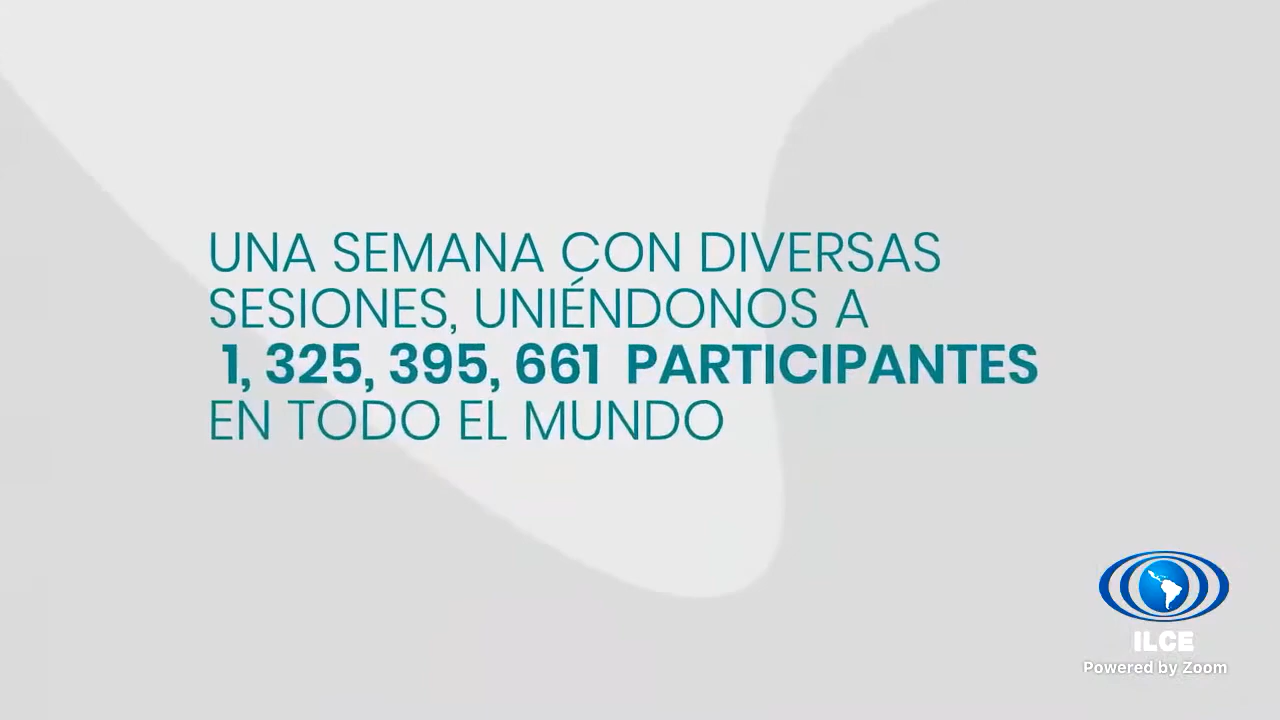 UNA SEMANA CON DIVERSAS
SESIONES, UNIÉNDONOS A
1, 325, 395, 661 PARTICIPANTES
EN TODO EL MUNDO
ILCE
Powered by Zoom